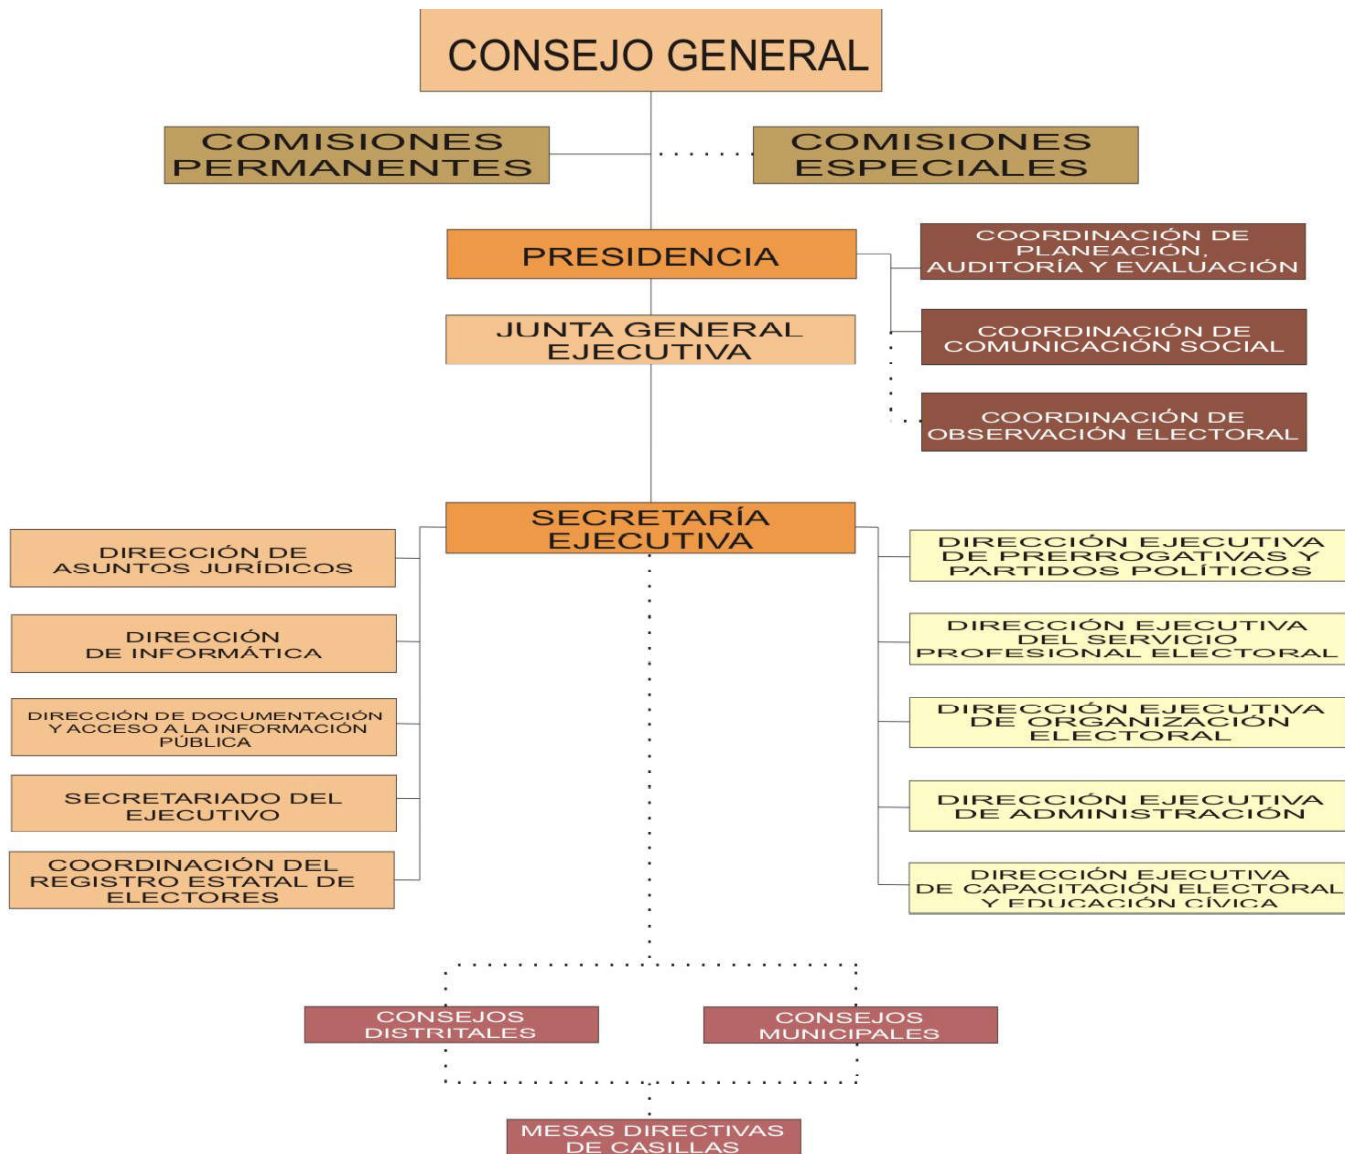 CONSEJO GENERAL
COMISIONES
PERMANENTES
COMISIONES
ESPECIALES
PRESIDENCIA
COORDINACIÓN DE
PLANEACIÓN,
AUDITORÍA Y EVALUACIÓN
JUNTA GENERAL
EJECUTIVA
COORDINACIÓN DE
COMUNICACIÓN SOCIAL
COORDINACIÓN DE
OBSERVACIÓN ELECTORAL
SECRETARÍA
EJECUTIVA
DIRECCIÓN DE
ASUNTOS JURÍDICOS
DIRECCIÓN
DE INFORMÁTICA
DIRECCIÓN DE DOCUMENTACIÓN
Y ACCESO A LA INFORMACIÓN
PÚBLICA
SECRETARIADO DEL
EJECUTIVO
COORDINACIÓN DEL
REGISTRO ESTATAL DE
ELECTORES
DIRECCIÓN EJECUTIVA
DE PRERROGATIVAS Y
PARTIDOS POLÍTICOS
DIRECCIÓN EJECUTIVA
DEL SERVICIO
PROFESIONAL ELECTORAL
DIRECCIÓN EJECUTIVA
DE ORGANIZACIÓN
ELECTORAL
DIRECCIÓN EJECUTIVA
DE ADMINISTRACIÓN
DIRECCIÓN EJECUTIVA
DE CAPACITACIÓN ELECTORAL
Y EDUCACIÓN CÍVICA
CONSEJOS
DISTRITALES
CONSEJOS
MUNICIPALES
MESAS DIRECTIVAS
DE CASILLAS